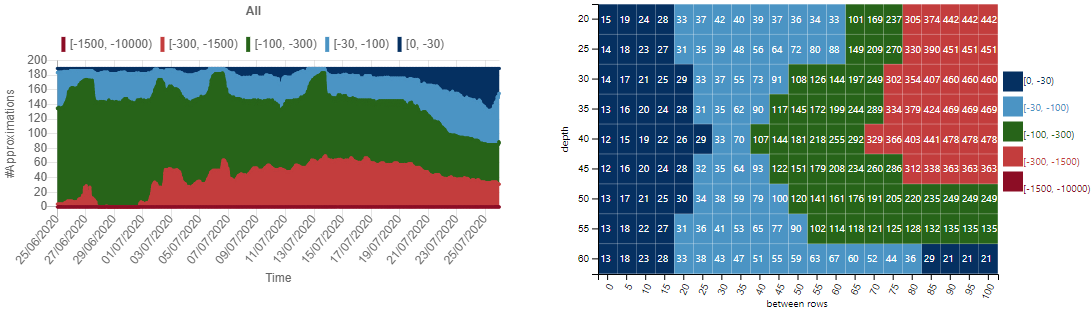 All
[-1500, -10000) [-300, -1500) [-100, -300) [-30, -100) [0, -30)
#Approximations
200
180
160
140
120
100
80
60
40
20
0
25/06/2020 27/06/2020 29/06/2020 01/07/2020 03/07/2020 05/07/2020 07/07/2020 09/07/2020 11/07/2020 13/07/2020 15/07/2020 17/07/2020 19/07/2020 21/07/2020 23/07/2020 25/07/2020
Time
depth
20 15 19 24 28 33 37 42 40 39 37 36 34 33 101 169 237 305 374 442 442 442
25 14 18 23 27 31 35 39 48 56 64 72 80 88 149 209 270 330 390 451 451 451
30 14 17 21 25 29 33 37 55 73 91 108 126 144 197 249 302 354 407 460 460 460
35 13 16 20 24 28 31 35 62 90 117 145 172 199 244 289 334 379 424 469 469 469
40 12 15 19 22 26 29 33 70 107 144 181 218 255 292 329 366 403 441 478 478 478
45 12 16 20 24 28 32 35 64 93 122 151 179 208 234 260 286 312 338 363 363 363
50 13 17 21 25 30 34 38 59 79 100 120 141 161 176 191 205 220 235 249 249 249
55 13 18 22 27 31 36 41 53 65 77 90 102 114 118 121 125 128 132 135 135 135
60 13 18 23 28 33 38 43 47 51 55 59 63 67 60 52 44 36 29 21 21 21
0 5 10 15 20 25 30 35 40 45 50 55 60 65 70 75 80 85 90 95 100
between rows
[0, -30)
[-30, -100)
[-100, -300)
[-300, -1500)
[-1500, -10000)